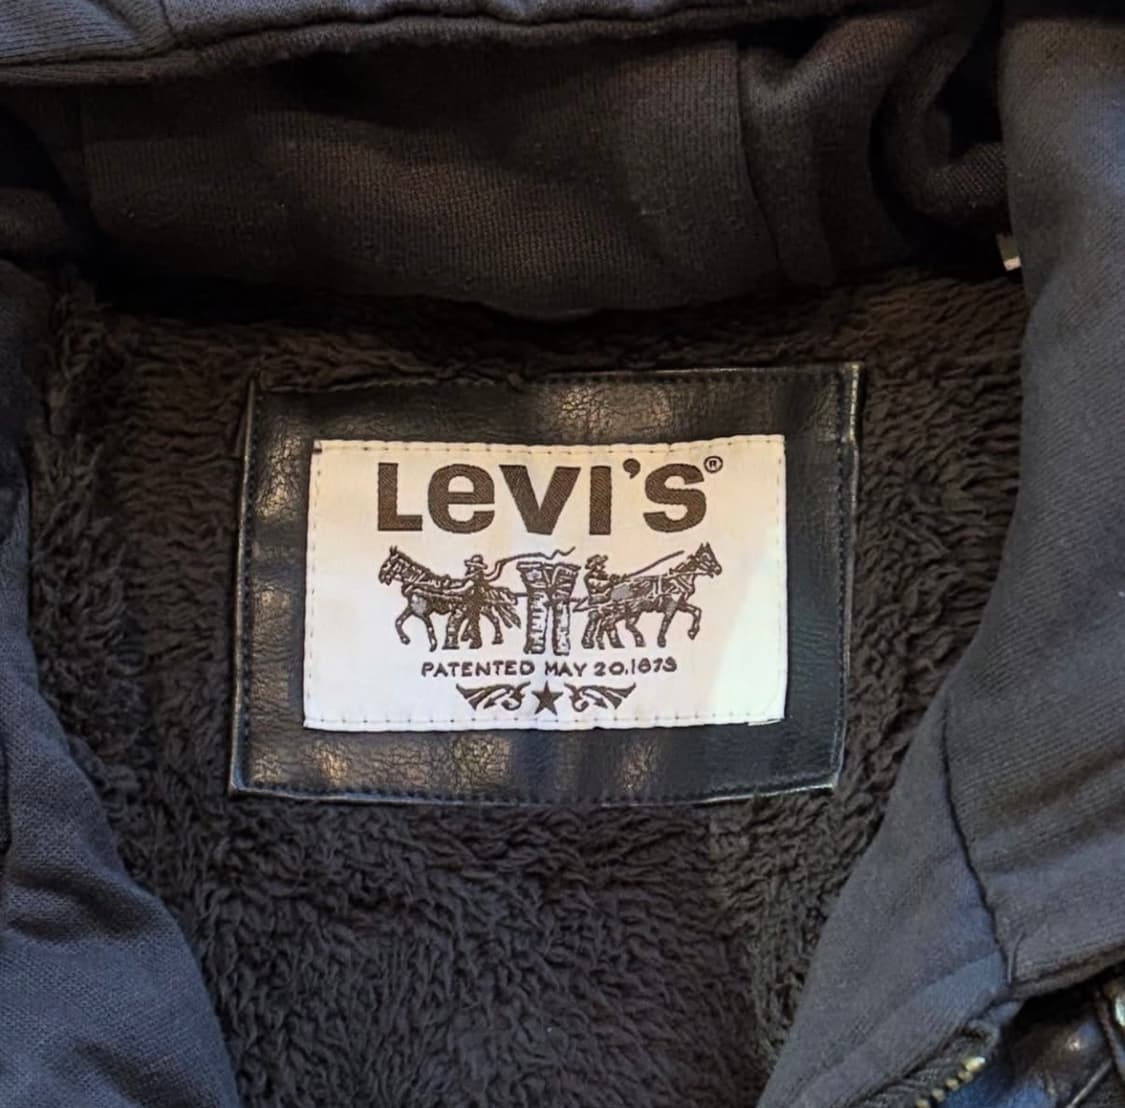 LeVI'S®
PATENTED MAY 20.1873